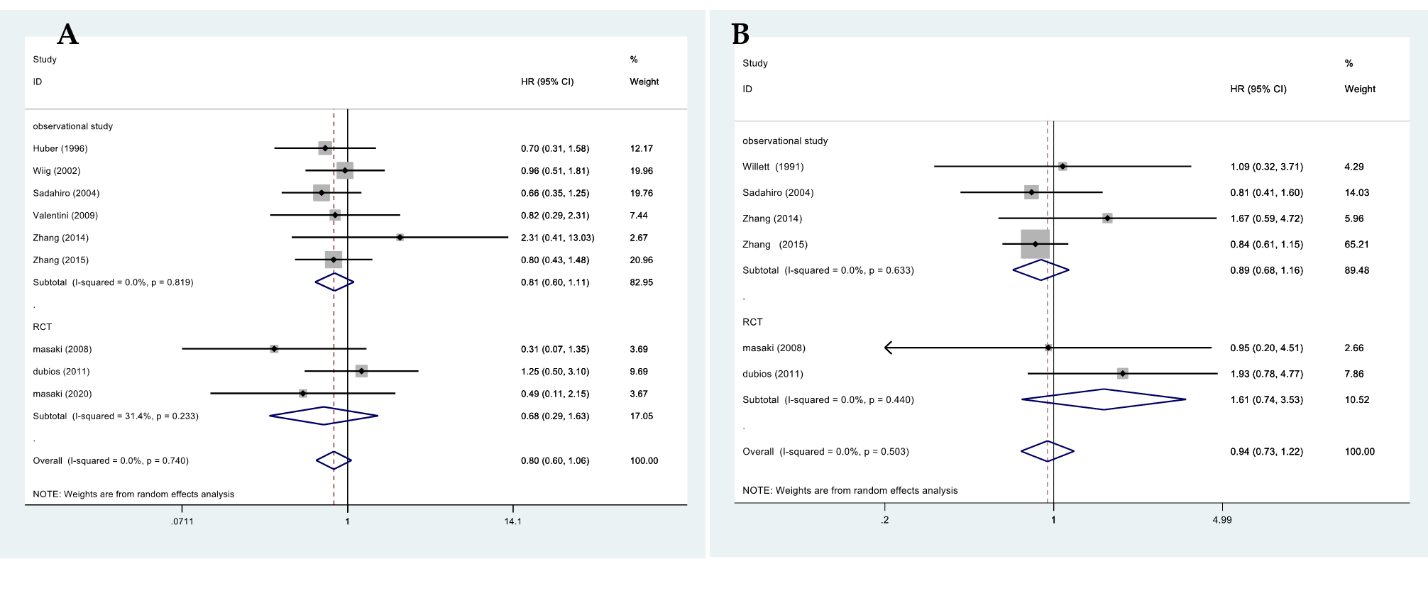 A
Study %
ID HR (95% CI) Weight
observational study
Huber (1996) 0.70 (0.31, 1.58) 12.17
Wiig (2002) 0.96 (0.51, 1.81) 19.96
Sadahiro (2004) 0.66 (0.35, 1.25) 19.76
Valentini (2009) 0.82 (0.29, 2.31) 7.44
Zhang (2014) 2.31 (0.41, 13.03) 2.67
Zhang (2015) 0.80 (0.43, 1.48) 20.96
Subtotal (I-squared = 0.0%, p = 0.819) 0.81 (0.60, 1.11) 82.95
.
RCT
masaki (2008) 0.31 (0.07, 1.35) 3.69
dubios (2011) 1.25 (0.50, 3.10) 9.69
masaki (2020) 0.49 (0.11, 2.15) 3.67
Subtotal (I-squared = 31.4%, p = 0.233) 0.68 (0.29, 1.63) 17.05
.
Overall (I-squared = 0.0%, p = 0.740) 0.80 (0.60, 1.06) 100.00
NOTE: Weights are from random effects analysis
.0711 1 14.1
B
Study %
ID HR (95% CI) Weight
observational study
Willett (1991) 1.09 (0.32, 3.71) 4.29
Sadahiro (2004) 0.81 (0.41, 1.60) 14.03
Zhang (2014) 1.67 (0.59, 4.72) 5.96
Zhang (2015) 0.84 (0.61, 1.15) 65.21
Subtotal (I-squared = 0.0%, p = 0.633) 0.89 (0.68, 1.16) 89.48
.
RCT
masaki (2008) 0.95 (0.20, 4.51) 2.66
dubios (2011) 1.93 (0.78, 4.77) 7.86
Subtotal (I-squared = 0.0%, p = 0.440) 1.61 (0.74, 3.53) 10.52
.
Overall (I-squared = 0.0%, p = 0.503) 0.94 (0.73, 1.22) 100.00
NOTE: Weights are from random effects analysis
.2 1 4.99